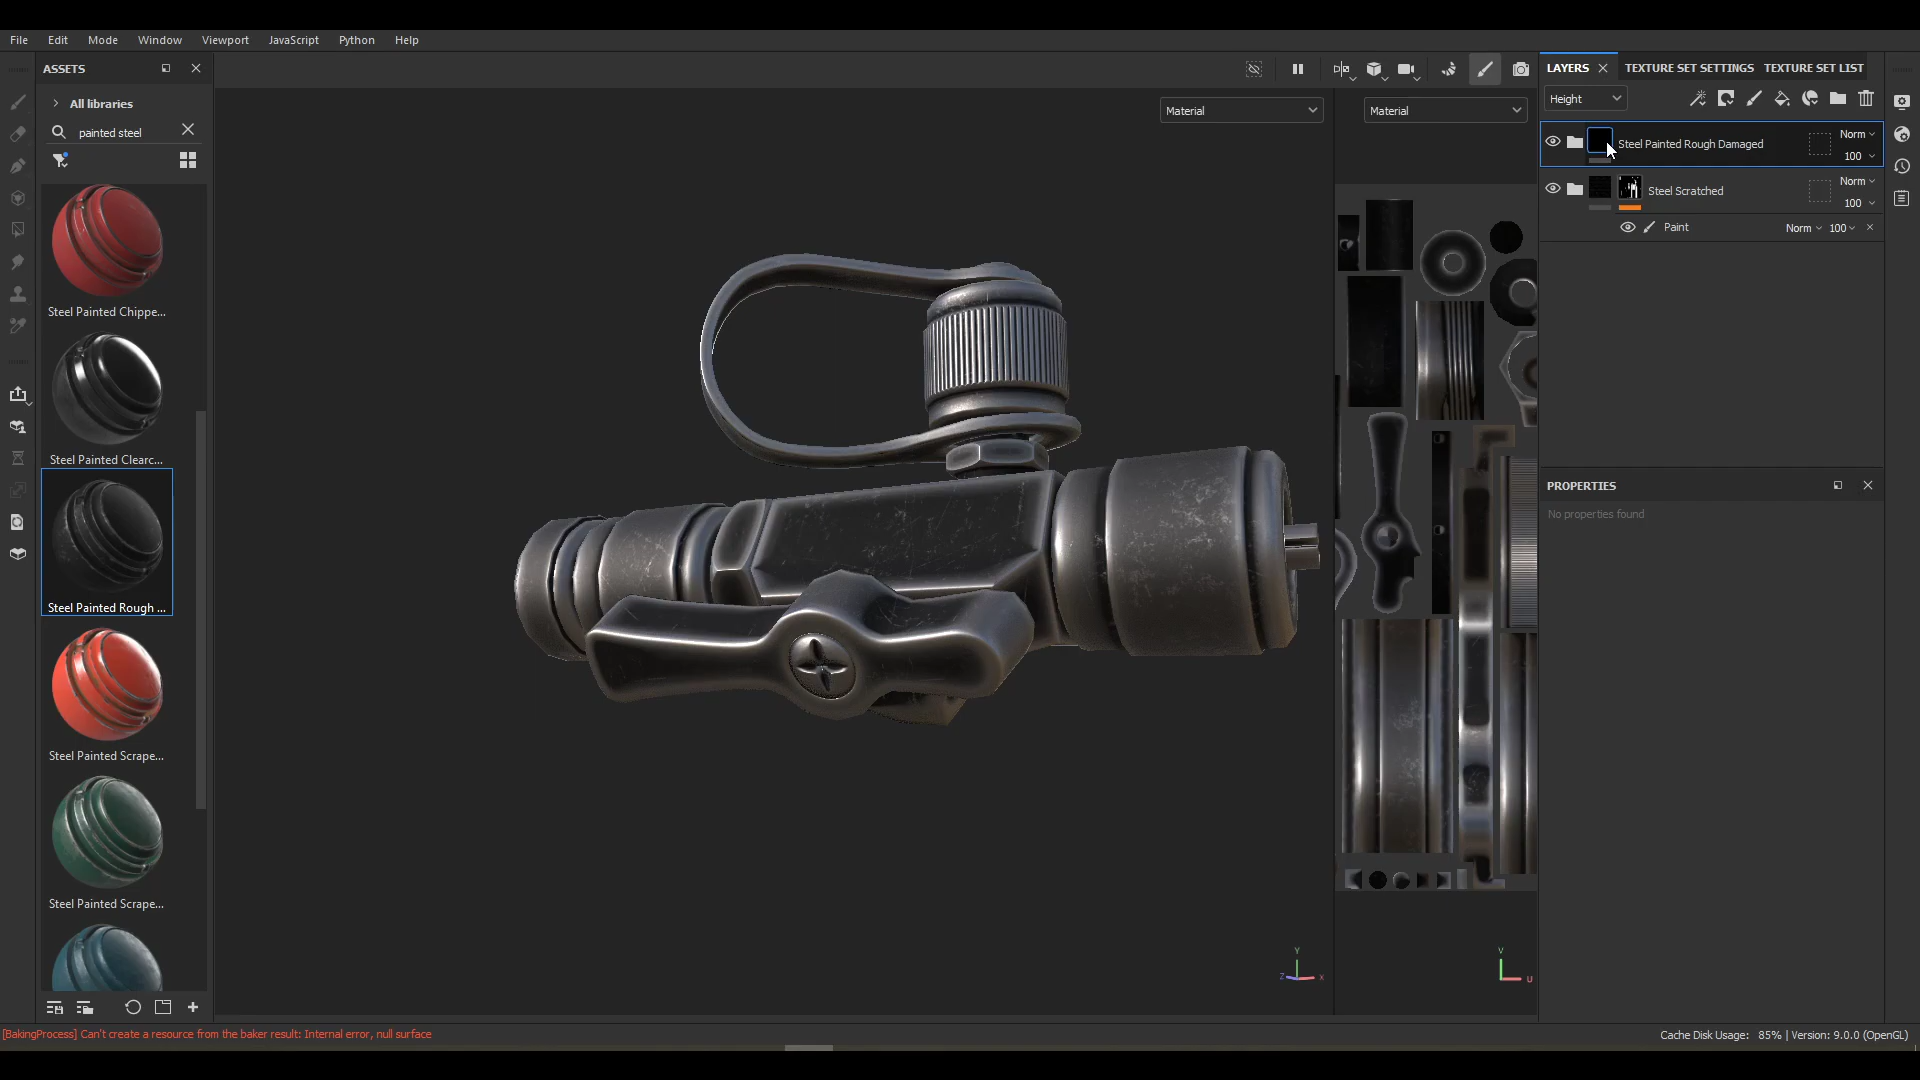 File Edit Mode Window Viewport JavaScript Python Help
ASSETS
All libraries
painted steel
Steel Painted Chippe...
Steel Painted Clearc...
Steel Painted Rough ...
Steel Painted Scrape...
Steel Painted Scrape...
Material
Material
Y
Z
X
V
U
LAYERS TEXTURE SET SETTINGS TEXTURE SET LIST
Height
Steel Painted Rough Damaged Norm
100
Steel Scratched Norm
100
Paint Norm 100
PROPERTIES
No properties found
[BakingProcess] Can't create a resource from the baker result: Internal error, null surface
Cache Disk Usage: 85% | Version: 9.0.0 (OpenGL)